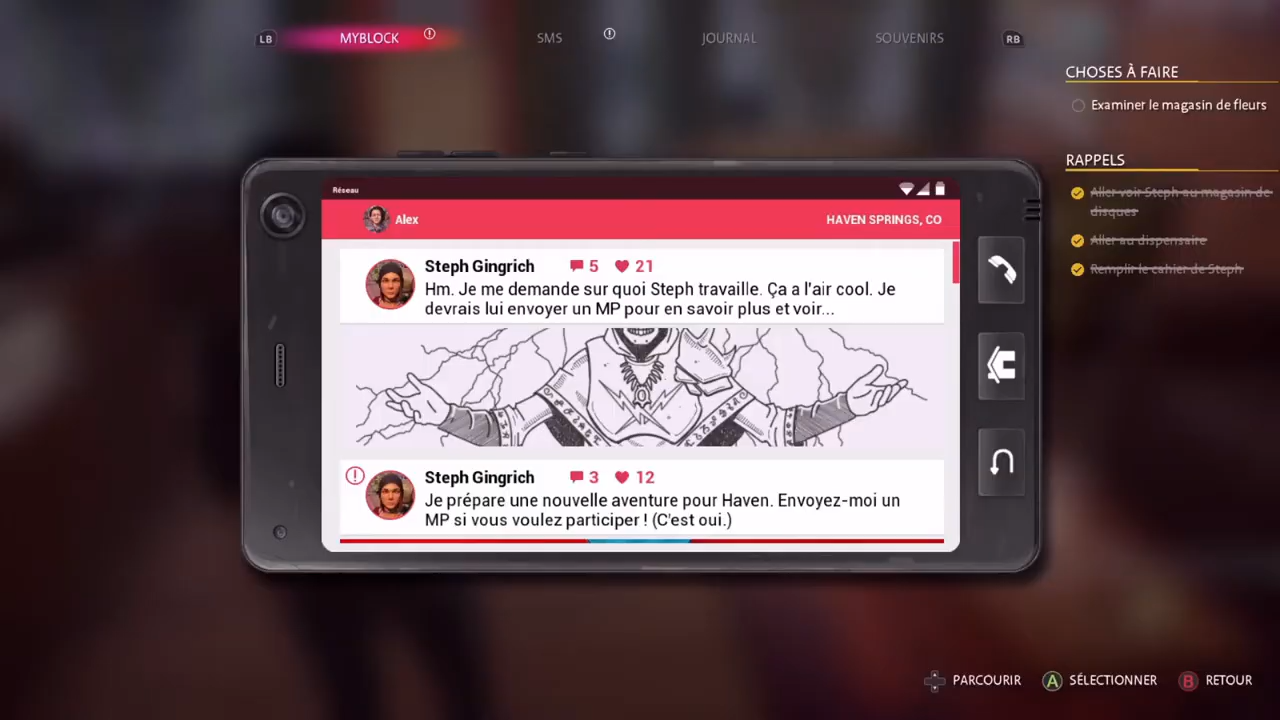 LB
MYBLOCK
SMS
JOURNAL
SOUVENIRS
RB
CHOSES À FAIRE
Examiner le magasin de fleurs
RAPPELS
Aller voir Steph au magasin de
disques
Aller au dispensaire
Remplir le cahier de Steph
Réseau
Alex
HAVEN SPRINGS, CO
Steph Gingrich 5 21
Hm. Je me demande sur quoi Steph travaille. Ça a l'air cool. Je
devrais lui envoyer un MP pour en savoir plus et voir...
Steph Gingrich 3 12
Je prépare une nouvelle aventure pour Haven. Envoyez-moi un
MP si vous voulez participer ! (C'est oui.)
PARCOURIR
A SÉLECTIONNER
B RETOUR